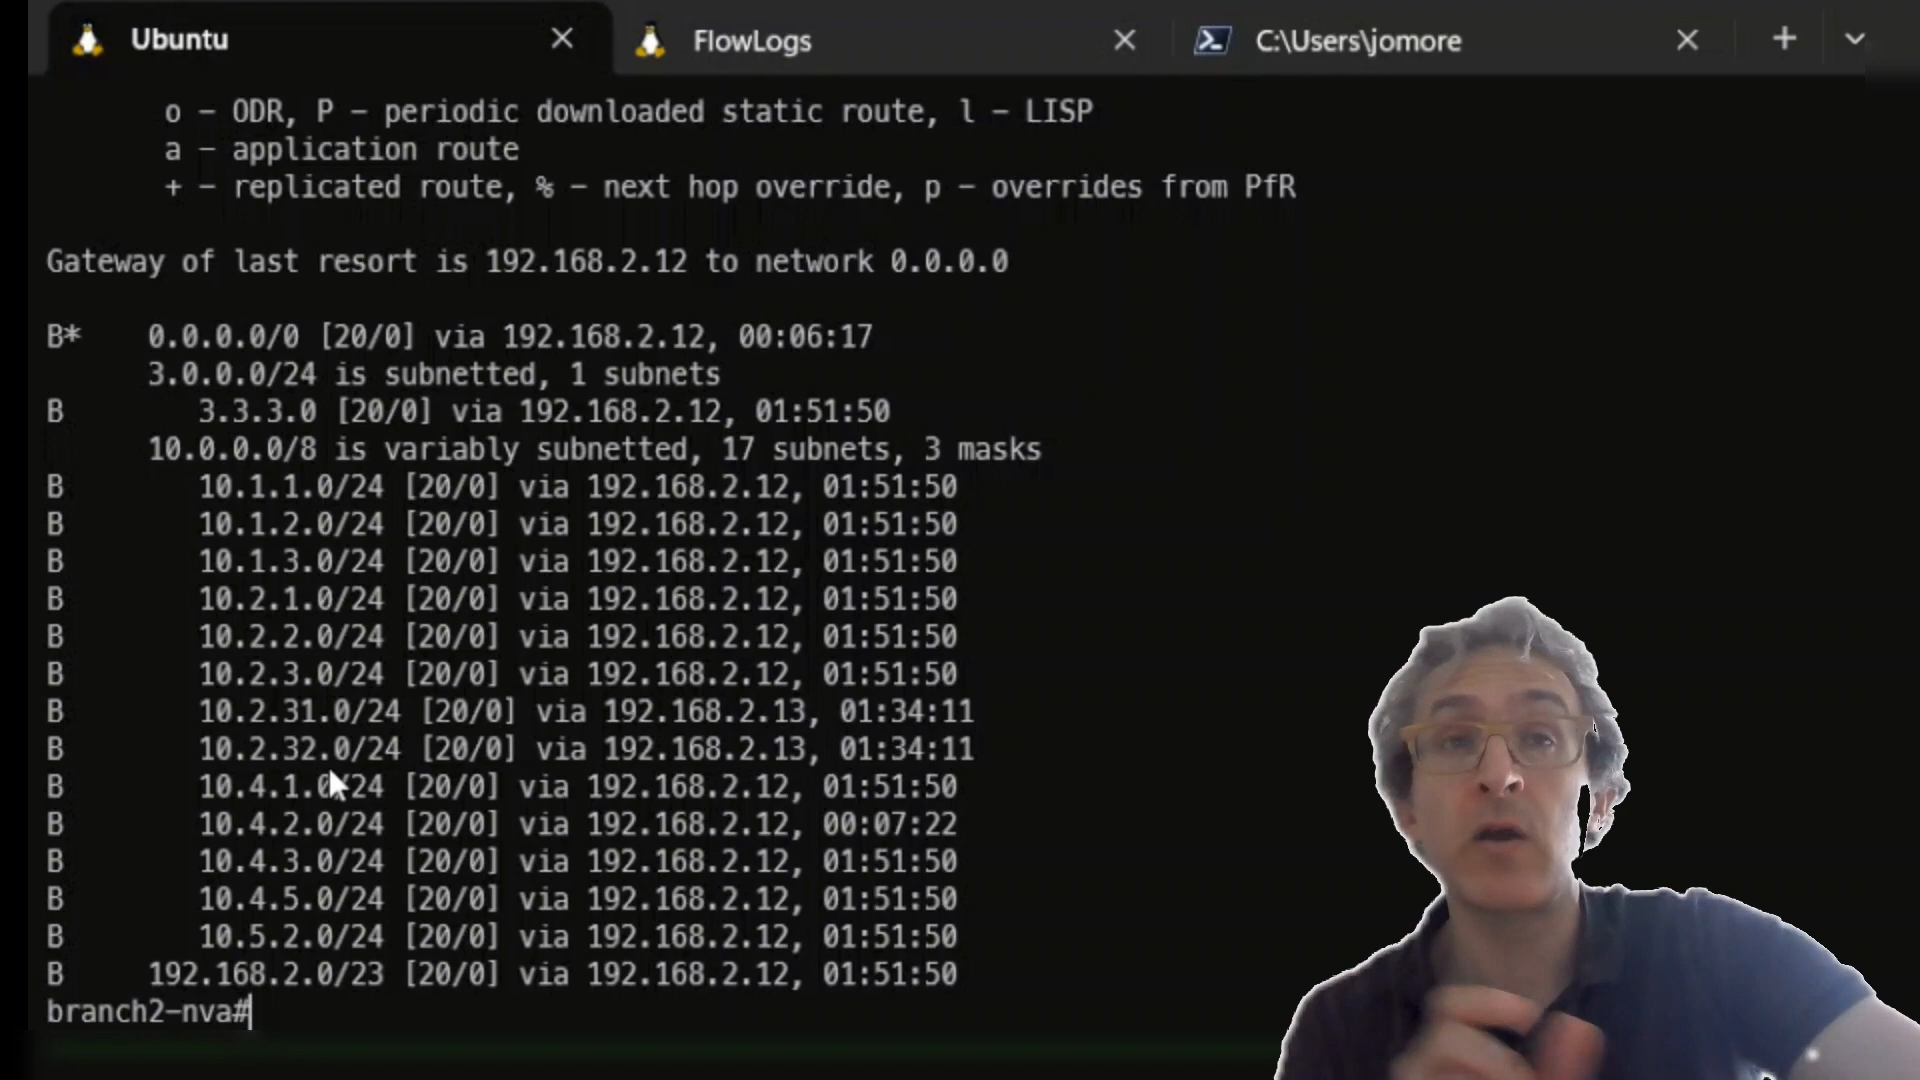 Ubuntu
FlowLogs
C:\Users\jomore
o - ODR, P - periodic downloaded static route, l - LISP
a - application route
+ - replicated route, % - next hop override, p - overrides from PfR
Gateway of last resort is 192.168.2.12 to network 0.0.0.0
B* 0.0.0.0/0 [20/0] via 192.168.2.12, 00:06:17
3.0.0.0/24 is subnetted, 1 subnets
B 3.3.3.0 [20/0] via 192.168.2.12, 01:51:50
10.0.0.0/8 is variably subnetted, 17 subnets, 3 masks
B 10.1.1.0/24 [20/0] via 192.168.2.12, 01:51:50
B 10.1.2.0/24 [20/0] via 192.168.2.12, 01:51:50
B 10.1.3.0/24 [20/0] via 192.168.2.12, 01:51:50
B 10.2.1.0/24 [20/0] via 192.168.2.12, 01:51:50
B 10.2.2.0/24 [20/0] via 192.168.2.12, 01:51:50
B 10.2.3.0/24 [20/0] via 192.168.2.12, 01:51:50
B 10.2.31.0/24 [20/0] via 192.168.2.13, 01:34:11
B 10.2.32.0/24 [20/0] via 192.168.2.13, 01:34:11
B 10.4.1.0/24 [20/0] via 192.168.2.12, 01:51:50
B 10.4.2.0/24 [20/0] via 192.168.2.12, 00:07:22
B 10.4.3.0/24 [20/0] via 192.168.2.12, 01:51:50
B 10.4.5.0/24 [20/0] via 192.168.2.12, 01:51:50
B 10.5.2.0/24 [20/0] via 192.168.2.12, 01:51:50
B 192.168.2.0/23 [20/0] via 192.168.2.12, 01:51:50
branch2-nva#